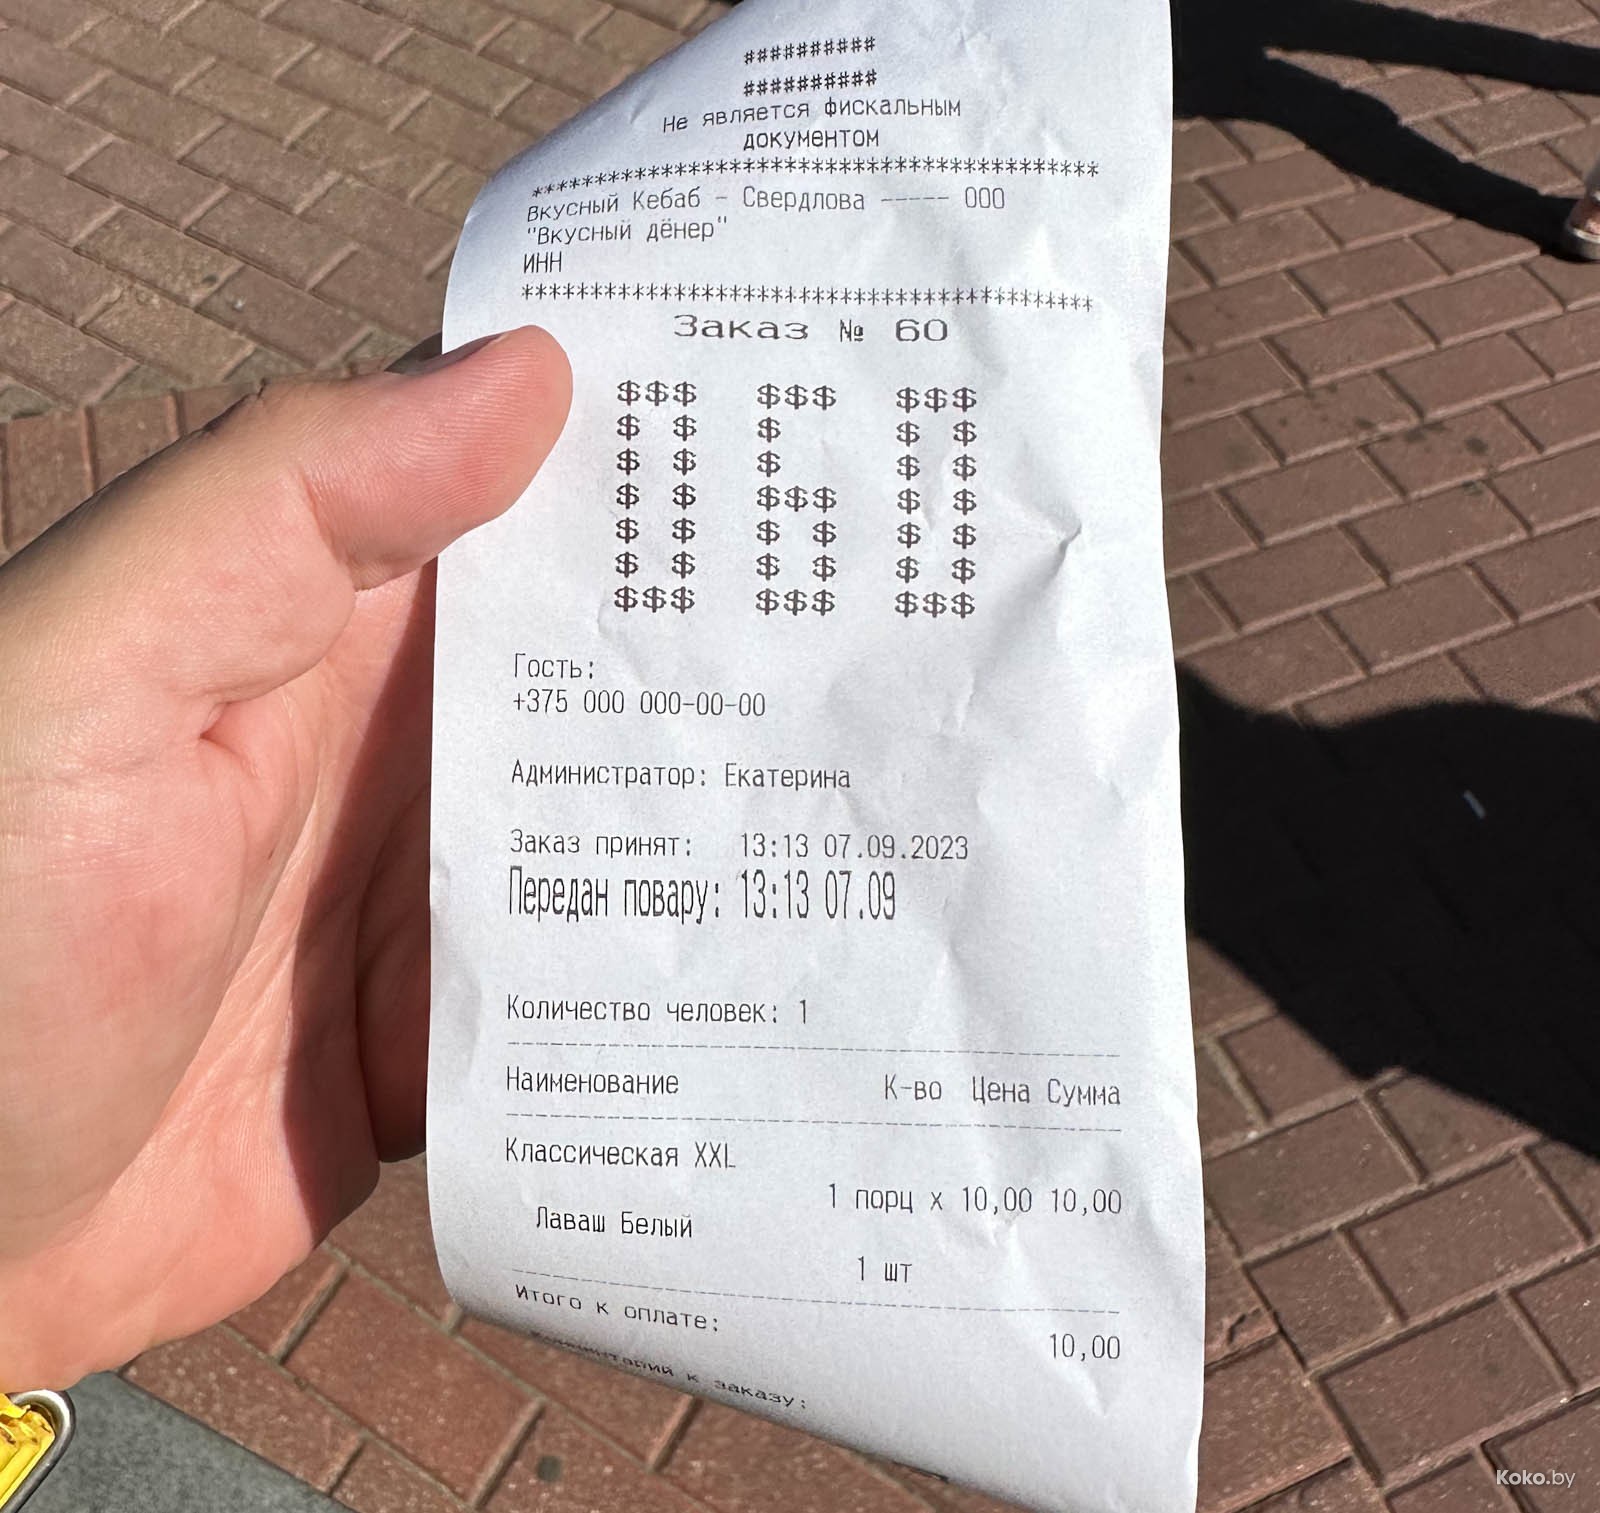 ##########
##########
Не является фискальным
документом
*****************************************
Вкусный Кебаб - Свердлова ----- ООО
"Вкусный дёнер"
ИНН
*****************************************
Заказ № 60
$$$ $$$ $$$
$ $ $ $ $
$ $ $ $ $
$ $ $$$ $ $
$ $ $ $ $ $
$ $ $ $ $ $
$$$ $$$ $$$
Гость:
+375 000 000-00-00
Администратор: Екатерина
Заказ принят: 13:13 07.09.2023
Передан повару: 13:13 07.09
Количество человек: 1
Наименование К-во Цена Сумма
Классическая XXL
1 порц x 10,00 10,00
Лаваш Белый
1 шт
Итого к оплате:
10,00
Комментарий к заказу:
Koko.by